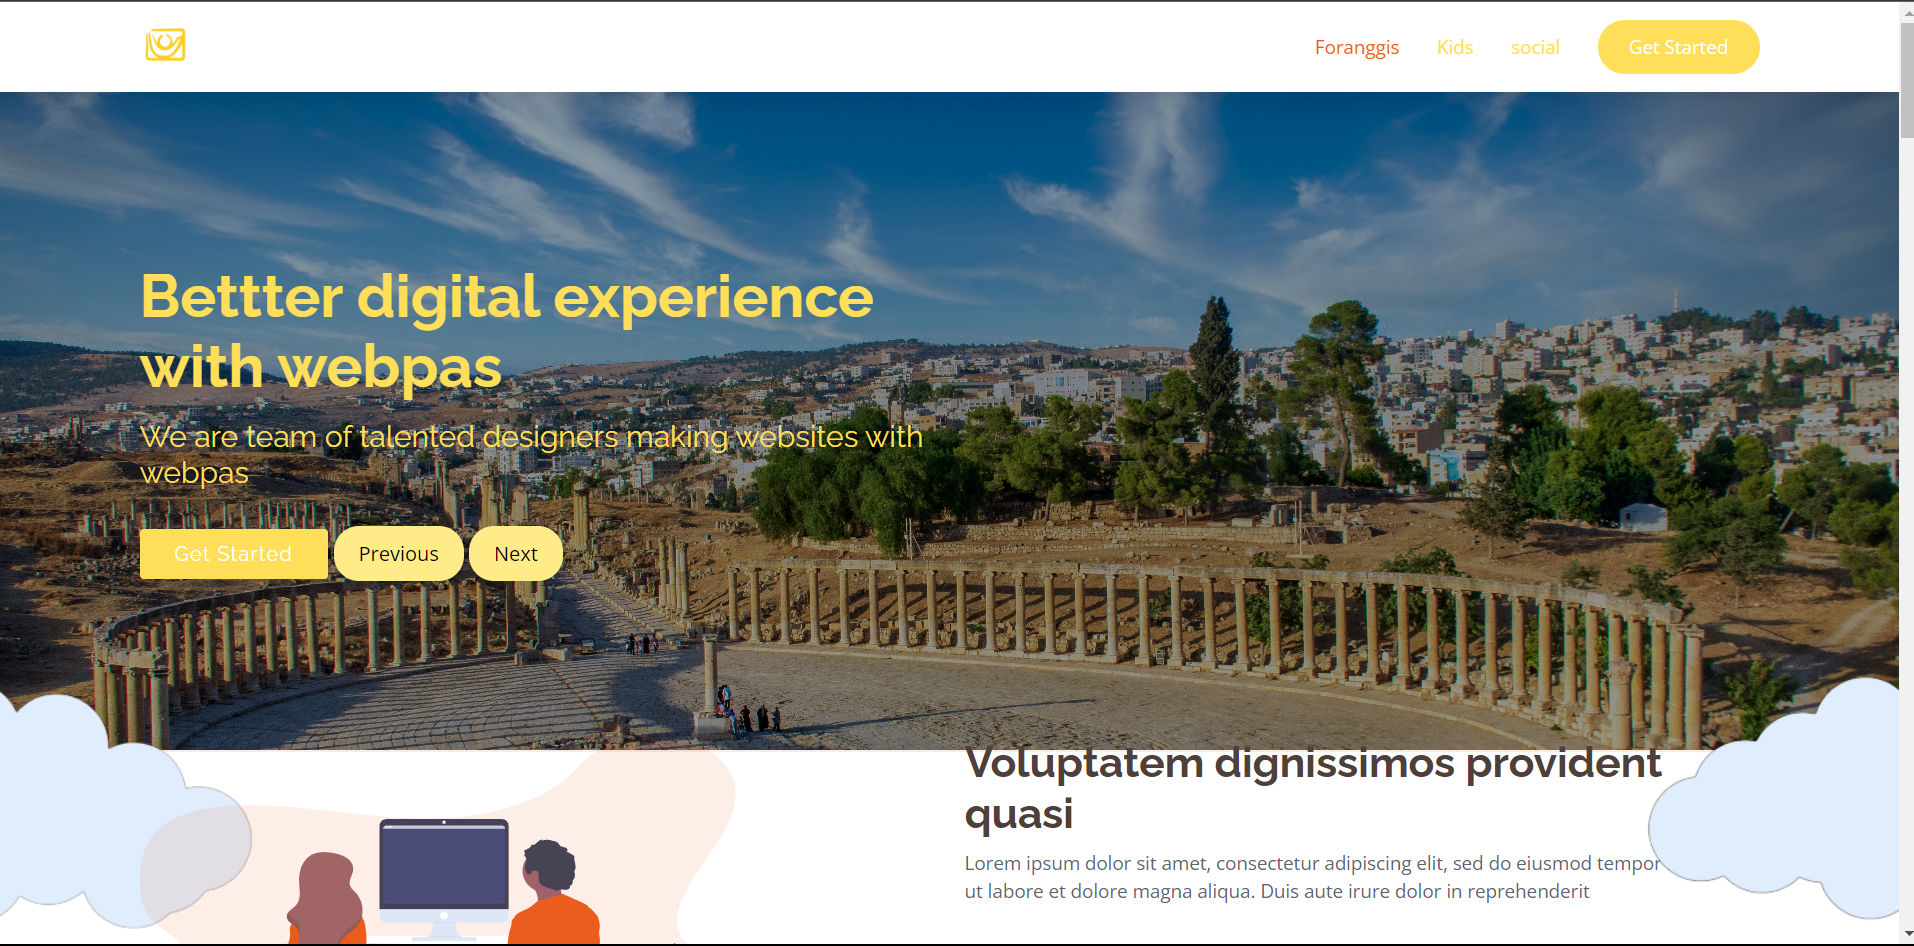 Foranggis Kids social Get Started
Bettter digital experience
with webpas
We are team of talented designers making websites with
webpas
Get Started Previous Next
Voluptatem dignissimos provident
quasi
Lorem ipsum dolor sit amet, consectetur adipiscing elit, sed do eiusmod tempor
ut labore et dolore magna aliqua. Duis aute irure dolor in reprehenderit